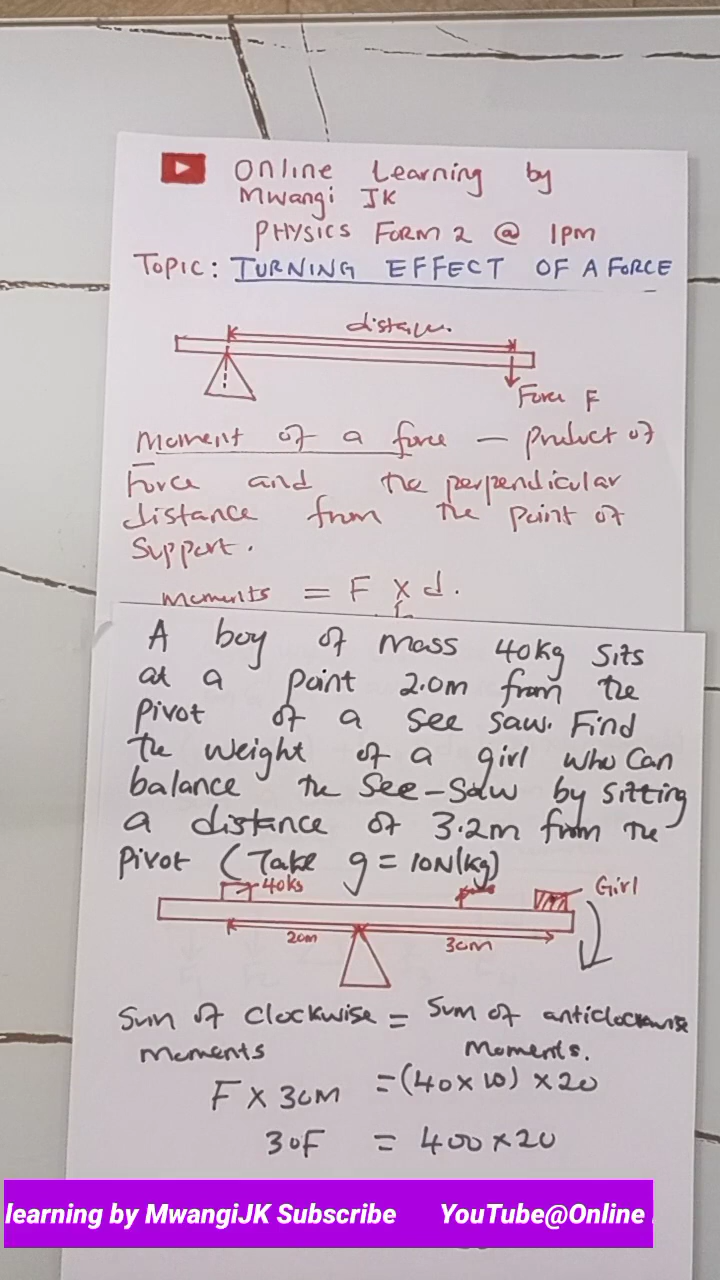 Online Learning by
Mwangi JK
PHYSICS FORM 2 @ 1PM
TOPIC: TURNING EFFECT OF A FORCE
distance.
Force F
Moment of a force — product of
Force and the perpendicular
distance from the point of
Support.
Moments = F x d.
A boy of mass 40kg sits
at a point 2.0m from the
pivot of a see saw. Find
the weight of a girl who can
balance the see-saw by sitting
a distance of 3.2m from the
pivot (Take g = 10N/kg)
40kg
Girl
2cm
3cm
Sum of clockwise = Sum of anticlockwise
moments
Moments.
F x 30M = (40 x 10) x 20
30F = 400 x 20
learning by MwangiJK Subscribe YouTube@Online